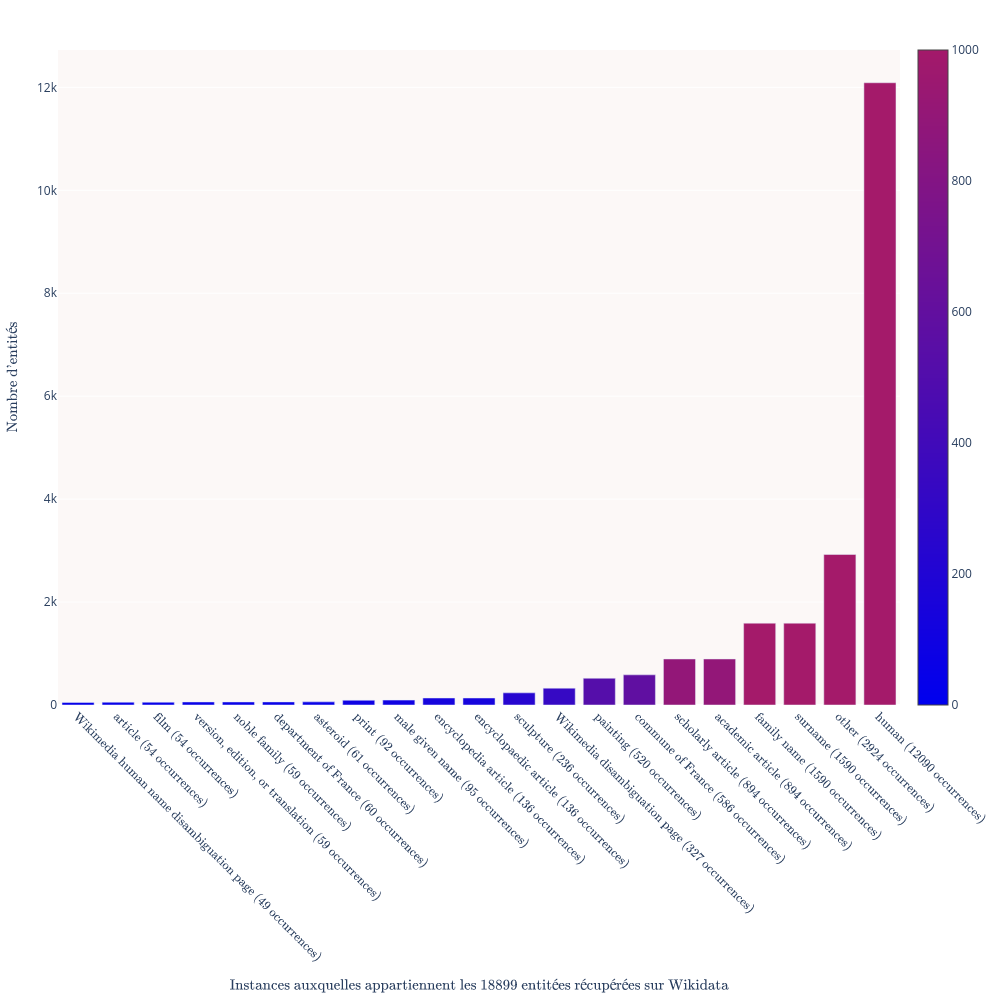 12k
10k
8k
6k
4k
2k
0
Nombre d'entités
1000
800
600
400
200
0
Wikimedia human name disambiguation page (49 occurrences)
article (54 occurrences)
film (54 occurrences)
version, edition, or translation (59 occurrences)
noble family (59 occurrences)
department of France (60 occurrences)
asteroid (61 occurrences)
print (92 occurrences)
male given name (95 occurrences)
encyclopedia article (136 occurrences)
encyclopaedic article (136 occurrences)
sculpture (236 occurrences)
Wikimedia disambiguation page (327 occurrences)
painting (520 occurrences)
commune of France (586 occurrences)
scholarly article (894 occurrences)
academic article (894 occurrences)
family name (1590 occurrences)
surname (1590 occurrences)
other (2924 occurrences)
human (12090 occurrences)
Instances auxquelles appartiennent les 18899 entitées récupérées sur Wikidata